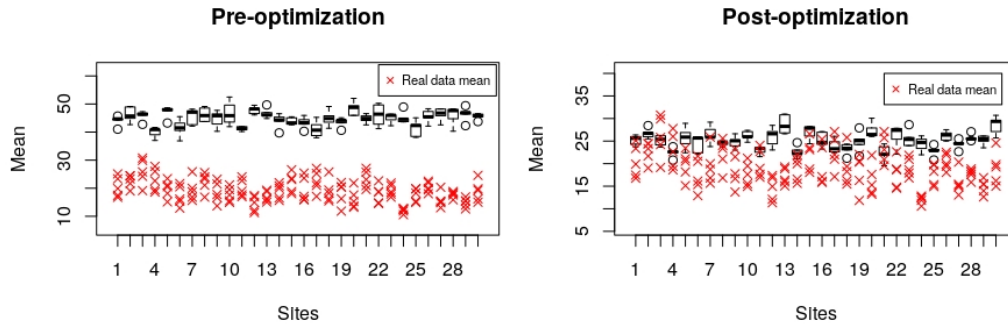 Pre-optimization
Real data mean
Mean
10 30 50
1 4 7 10 13 16 19 22 25 28
Sites
Post-optimization
Real data mean
Mean
5 15 25 35
1 4 7 10 13 16 19 22 25 28
Sites